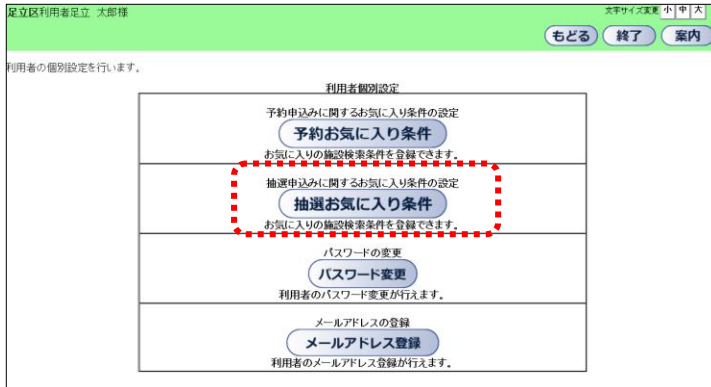 足立区利用者足立 太郎様
文字サイズ変更 小 中 大
もどる 終了 案内
利用者の個別設定を行います。
利用者個別設定
予約申込みに関するお気に入り条件の設定
予約お気に入り条件
お気に入りの施設検索条件を登録できます。
抽選申込みに関するお気に入り条件の設定
抽選お気に入り条件
お気に入りの施設検索条件を登録できます。
パスワードの変更
パスワード変更
利用者のパスワード変更が行えます。
メールアドレスの登録
メールアドレス登録
利用者のメールアドレス登録が行えます。